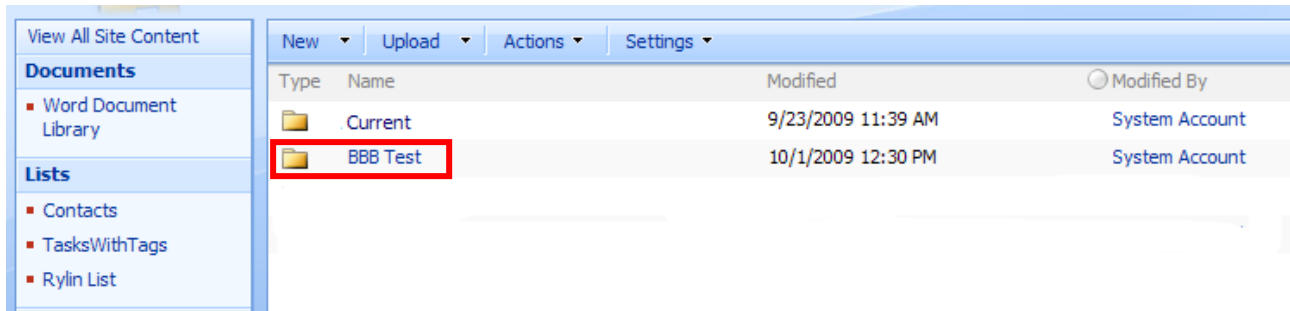 View All Site Content
Documents
Word Document
Library
Lists
Contacts
TasksWithTags
Rylin List
New Upload Actions Settings
Type Name Modified Modified By
Current 9/23/2009 11:39 AM System Account
BBB Test 10/1/2009 12:30 PM System Account